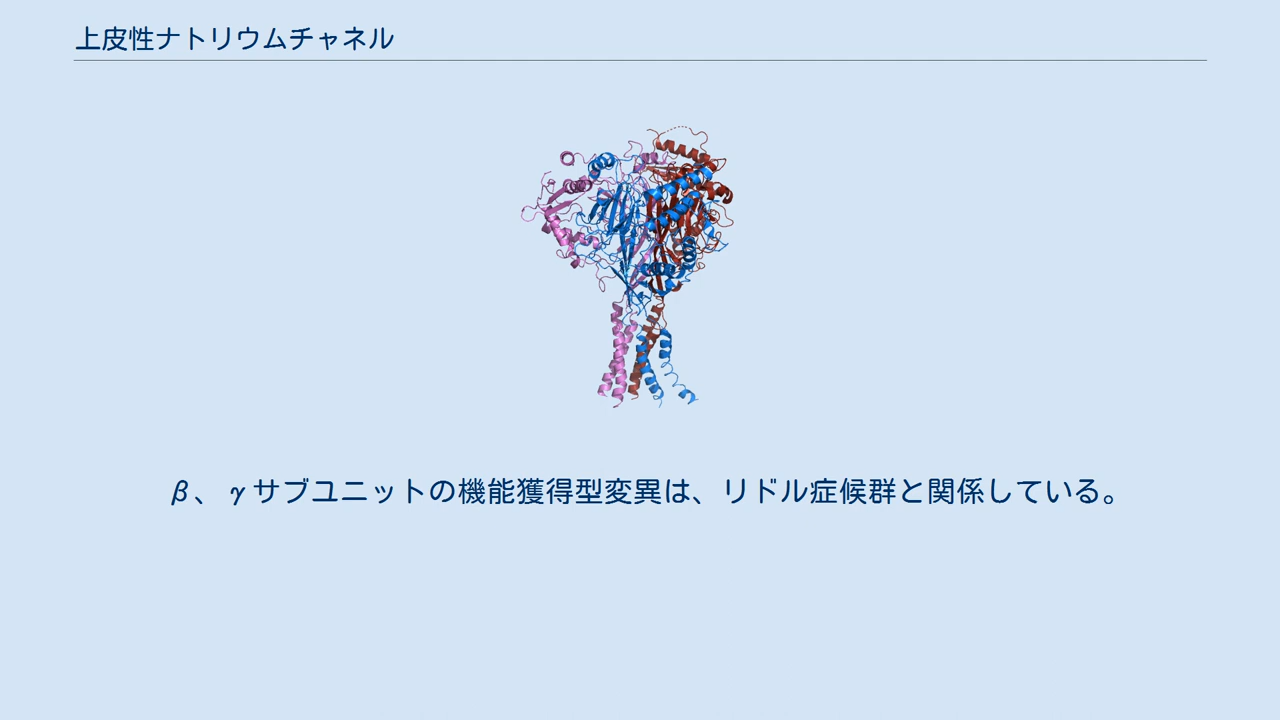 上皮性ナトリウムチャネル
β、γサブユニットの機能獲得型変異は、リドル症候群と関係している。